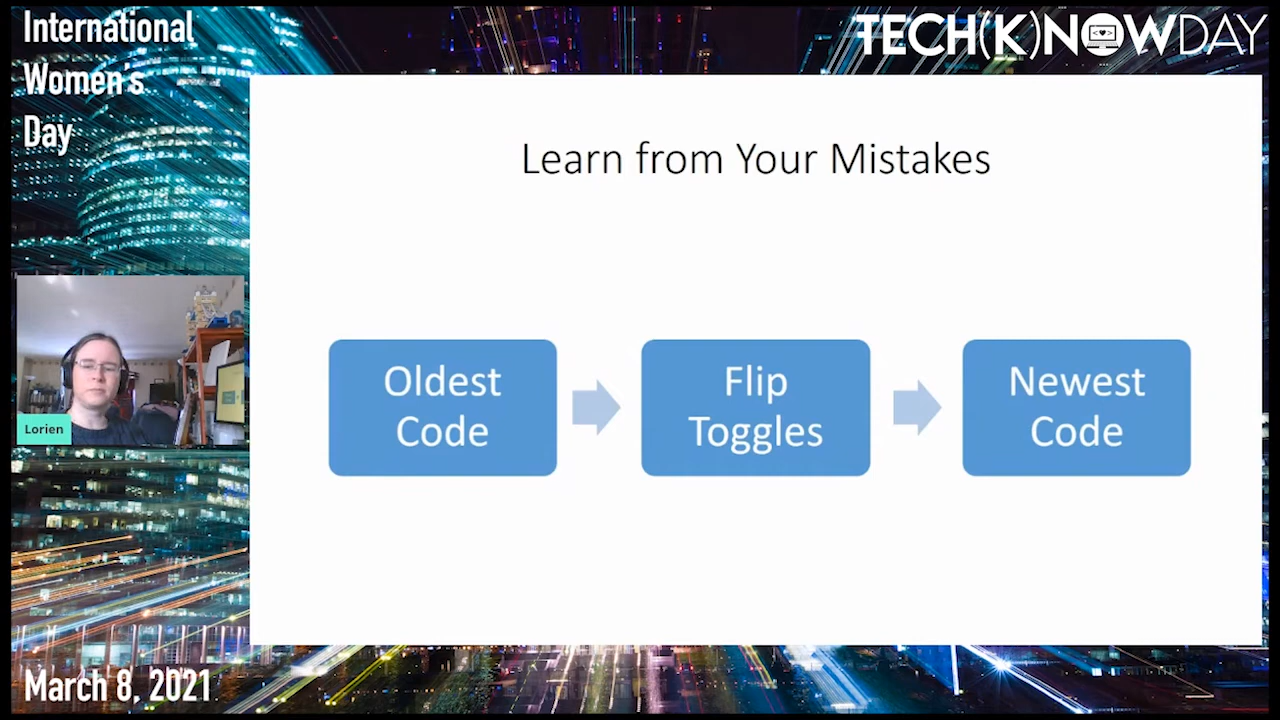 International
Women's
Day
TECH(K)NOWDAY
Learn from Your Mistakes
Oldest
Code
Flip
Toggles
Newest
Code
Lorien
March 8, 2021